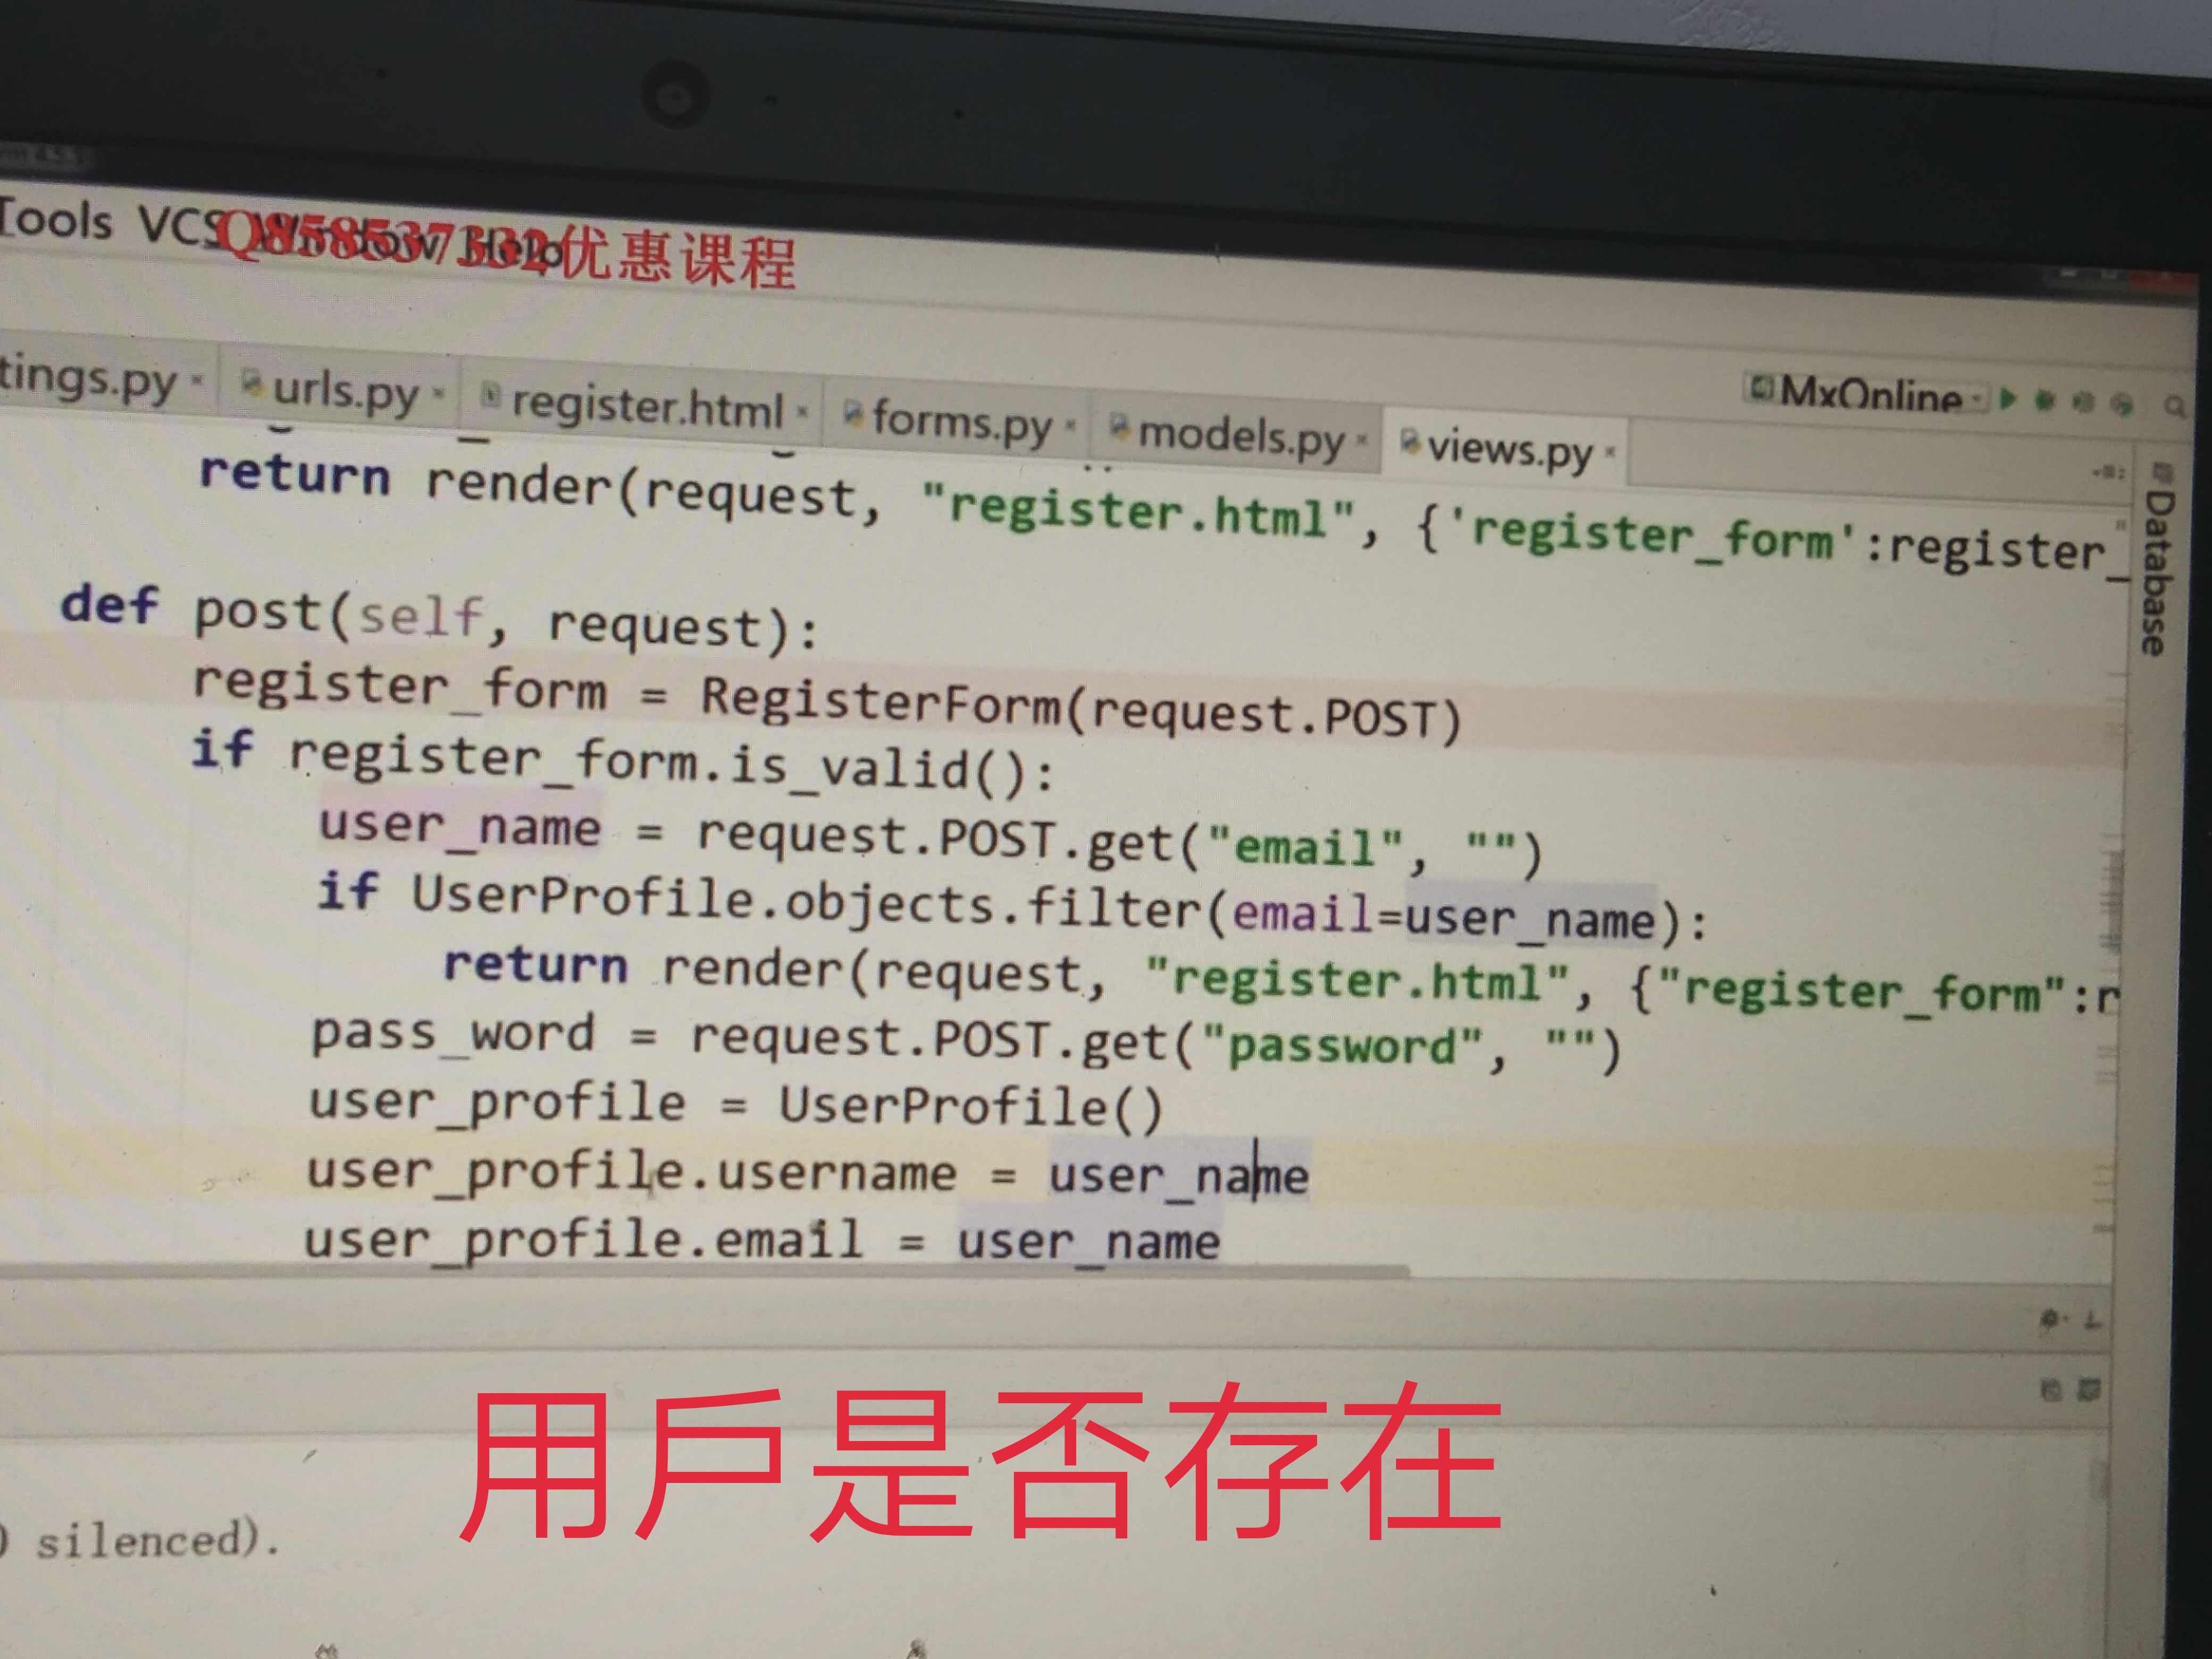 Tools VCS Window Help
Q858537332优惠课程
MxOnline
tings.py urls.py register.html forms.py models.py views.py
Database
return render(request, "register.html", {'register_form':register_
def post(self, request):
register_form = RegisterForm(request.POST)
if register_form.is_valid():
user_name = request.POST.get("email", "")
if UserProfile.objects.filter(email=user_name):
return render(request, "register.html", {"register_form":r
pass_word = request.POST.get("password", "")
user_profile = UserProfile()
user_profile.username = user_name
user_profile.email = user_name
用戶是否存在
silenced).